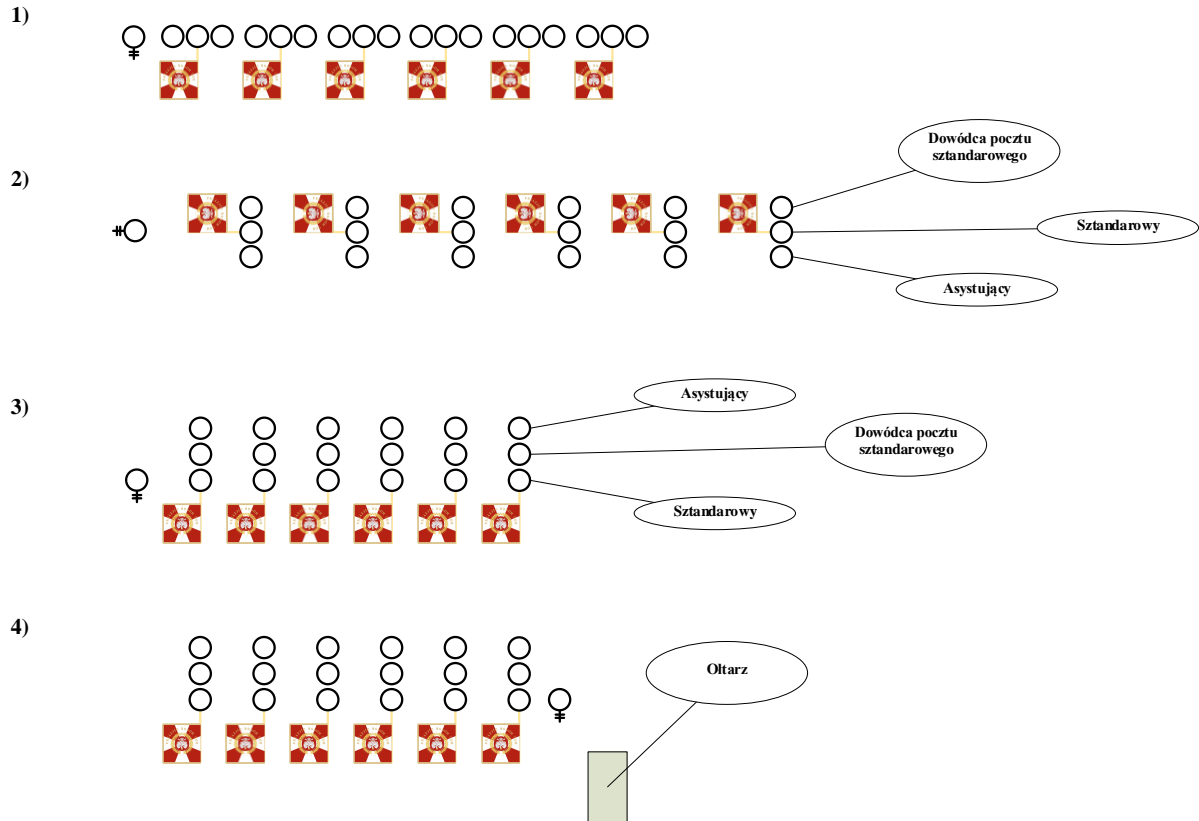 1)
2)
Dowódca pocztu
sztandarowego
Sztandarowy
Asystujący
3)
Asystujący
Dowódca pocztu
sztandarowego
Sztandarowy
4)
Ołtarz